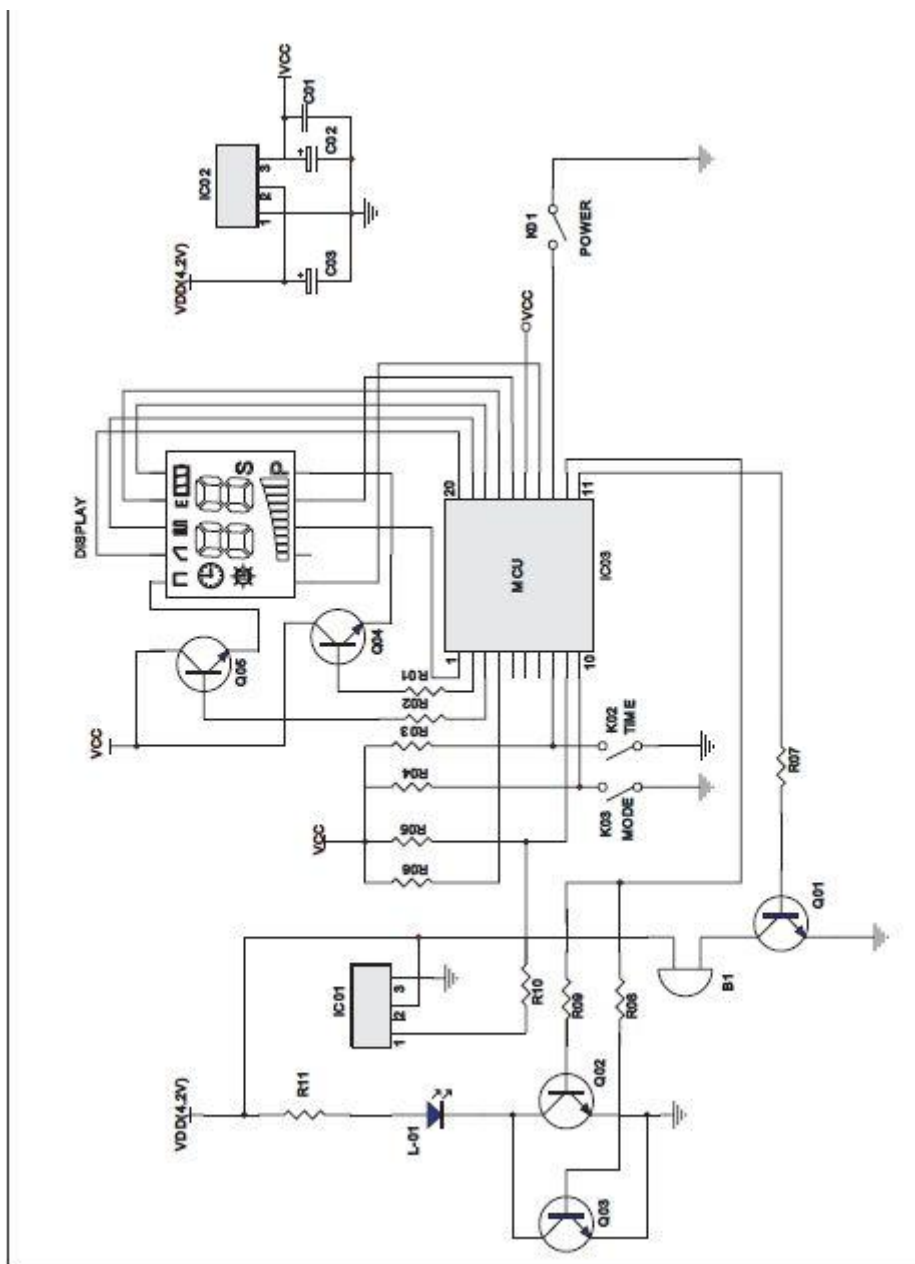 VCC
C01
C02
+
IC02
3
2
1
VDD(4.2V)
+
C03
K01
POWER
VCC
DISPLAY
E
S
P
20
11
MCU
IC03
1
10
Q05
Q04
VCC
R01
R02
R03
R04
R05
R06
VCC
K02
TIME
K03
MODE
R07
Q01
B1
IC01
3
2
1
R10
R09
R08
Q02
Q03
VDD(4.2V)
R11
L-01